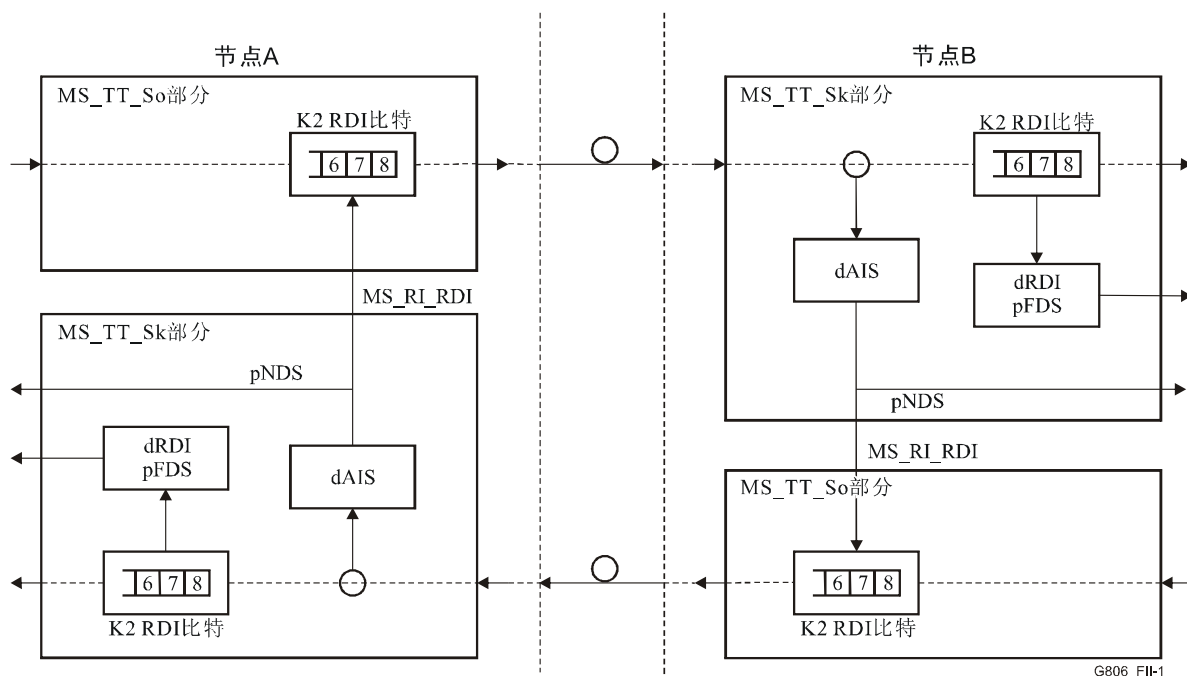 节点A
节点B
MS_TT_So部分
K2 RDI比特
6 7 8
MS_TT_Sk部分
K2 RDI比特
6 7 8
dAIS
dRDI
pFDS
MS_RI_RDI
MS_TT_Sk部分
pNDS
dRDI
pFDS
dAIS
6 7 8
K2 RDI比特
pNDS
MS_RI_RDI
MS_TT_So部分
6 7 8
K2 RDI比特
G806_FII-1